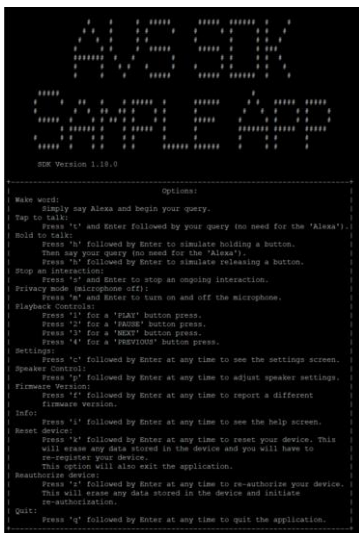 AVS SDK
SAMPLE APP
SDK Version 1.10.0
Options:
Wake word:
Simply say Alexa and begin your query.
Tap to talk:
Press 't' and Enter followed by your query (no need for the 'Alexa').
Hold to talk:
Press 'h' followed by Enter to simulate holding a button.
Then say your query (no need for the 'Alexa').
Press 'h' followed by Enter to simulate releasing a button.
Stop an interaction:
Press 's' and Enter to stop an ongoing interaction.
Privacy mode (microphone off):
Press 'm' and Enter to turn on and off the microphone.
Playback Controls:
Press '1' for a 'PLAY' button press.
Press '2' for a 'PAUSE' button press.
Press '3' for a 'NEXT' button press.
Press '4' for a 'PREVIOUS' button press.
Settings:
Press 'c' followed by Enter at any time to see the settings screen.
Speaker Control:
Press 'p' followed by Enter at any time to adjust speaker settings.
Firmware Version:
Press 'f' followed by Enter at any time to report a different
firmware version.
Info:
Press 'i' followed by Enter at any time to see the help screen.
Reset device:
Press 'k' followed by Enter at any time to reset your device. This
will erase any data stored in the device and you will have to
re-register your device.
This option will also exit the application.
Reauthorize device:
Press 'z' followed by Enter at any time to re-authorize your device.
This will erase any data stored in the device and initiate
re-authorization.
Quit:
Press 'q' followed by Enter at any time to quit the application.